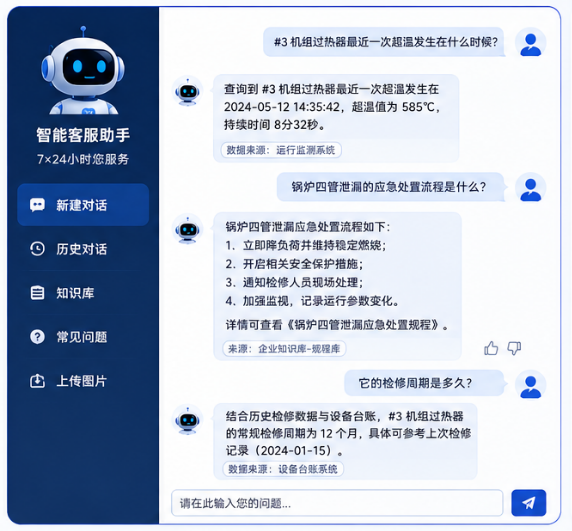 智能客服助手
7×24小时您服务
新建对话
历史对话
知识库
常见问题
上传图片
#3 机组过热器最近一次超温发生在什么时候?
查询到 #3 机组过热器最近一次超温发生在
2024-05-12 14:35:42，超温值为 585℃，
持续时间 8分32秒。
数据来源：运行监测系统
锅炉四管泄漏的应急处置流程是什么?
锅炉四管泄漏应急处置流程如下：
1. 立即降负荷并维持稳定燃烧；
2. 开启相关安全保护措施；
3. 通知检修人员现场处理；
4. 加强监视，记录运行参数变化。
详情可查看《锅炉四管泄漏应急处置规程》。
来源：企业知识库-规程库
它的检修周期是多久?
结合历史检修数据与设备台账，#3 机组过热器
的常规检修周期为 12 个月，具体可参考上次检修
记录（2024-01-15）。
数据来源：设备台账系统
请在此输入您的问题...